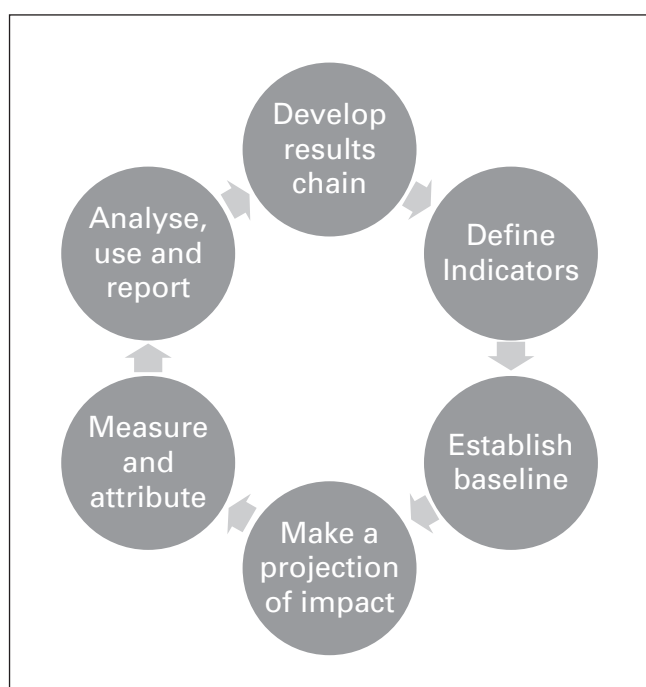 Develop
results
chain
Define
Indicators
Establish
baseline
Make a
projection
of impact
Measure
and
attribute
Analyse,
use and
report